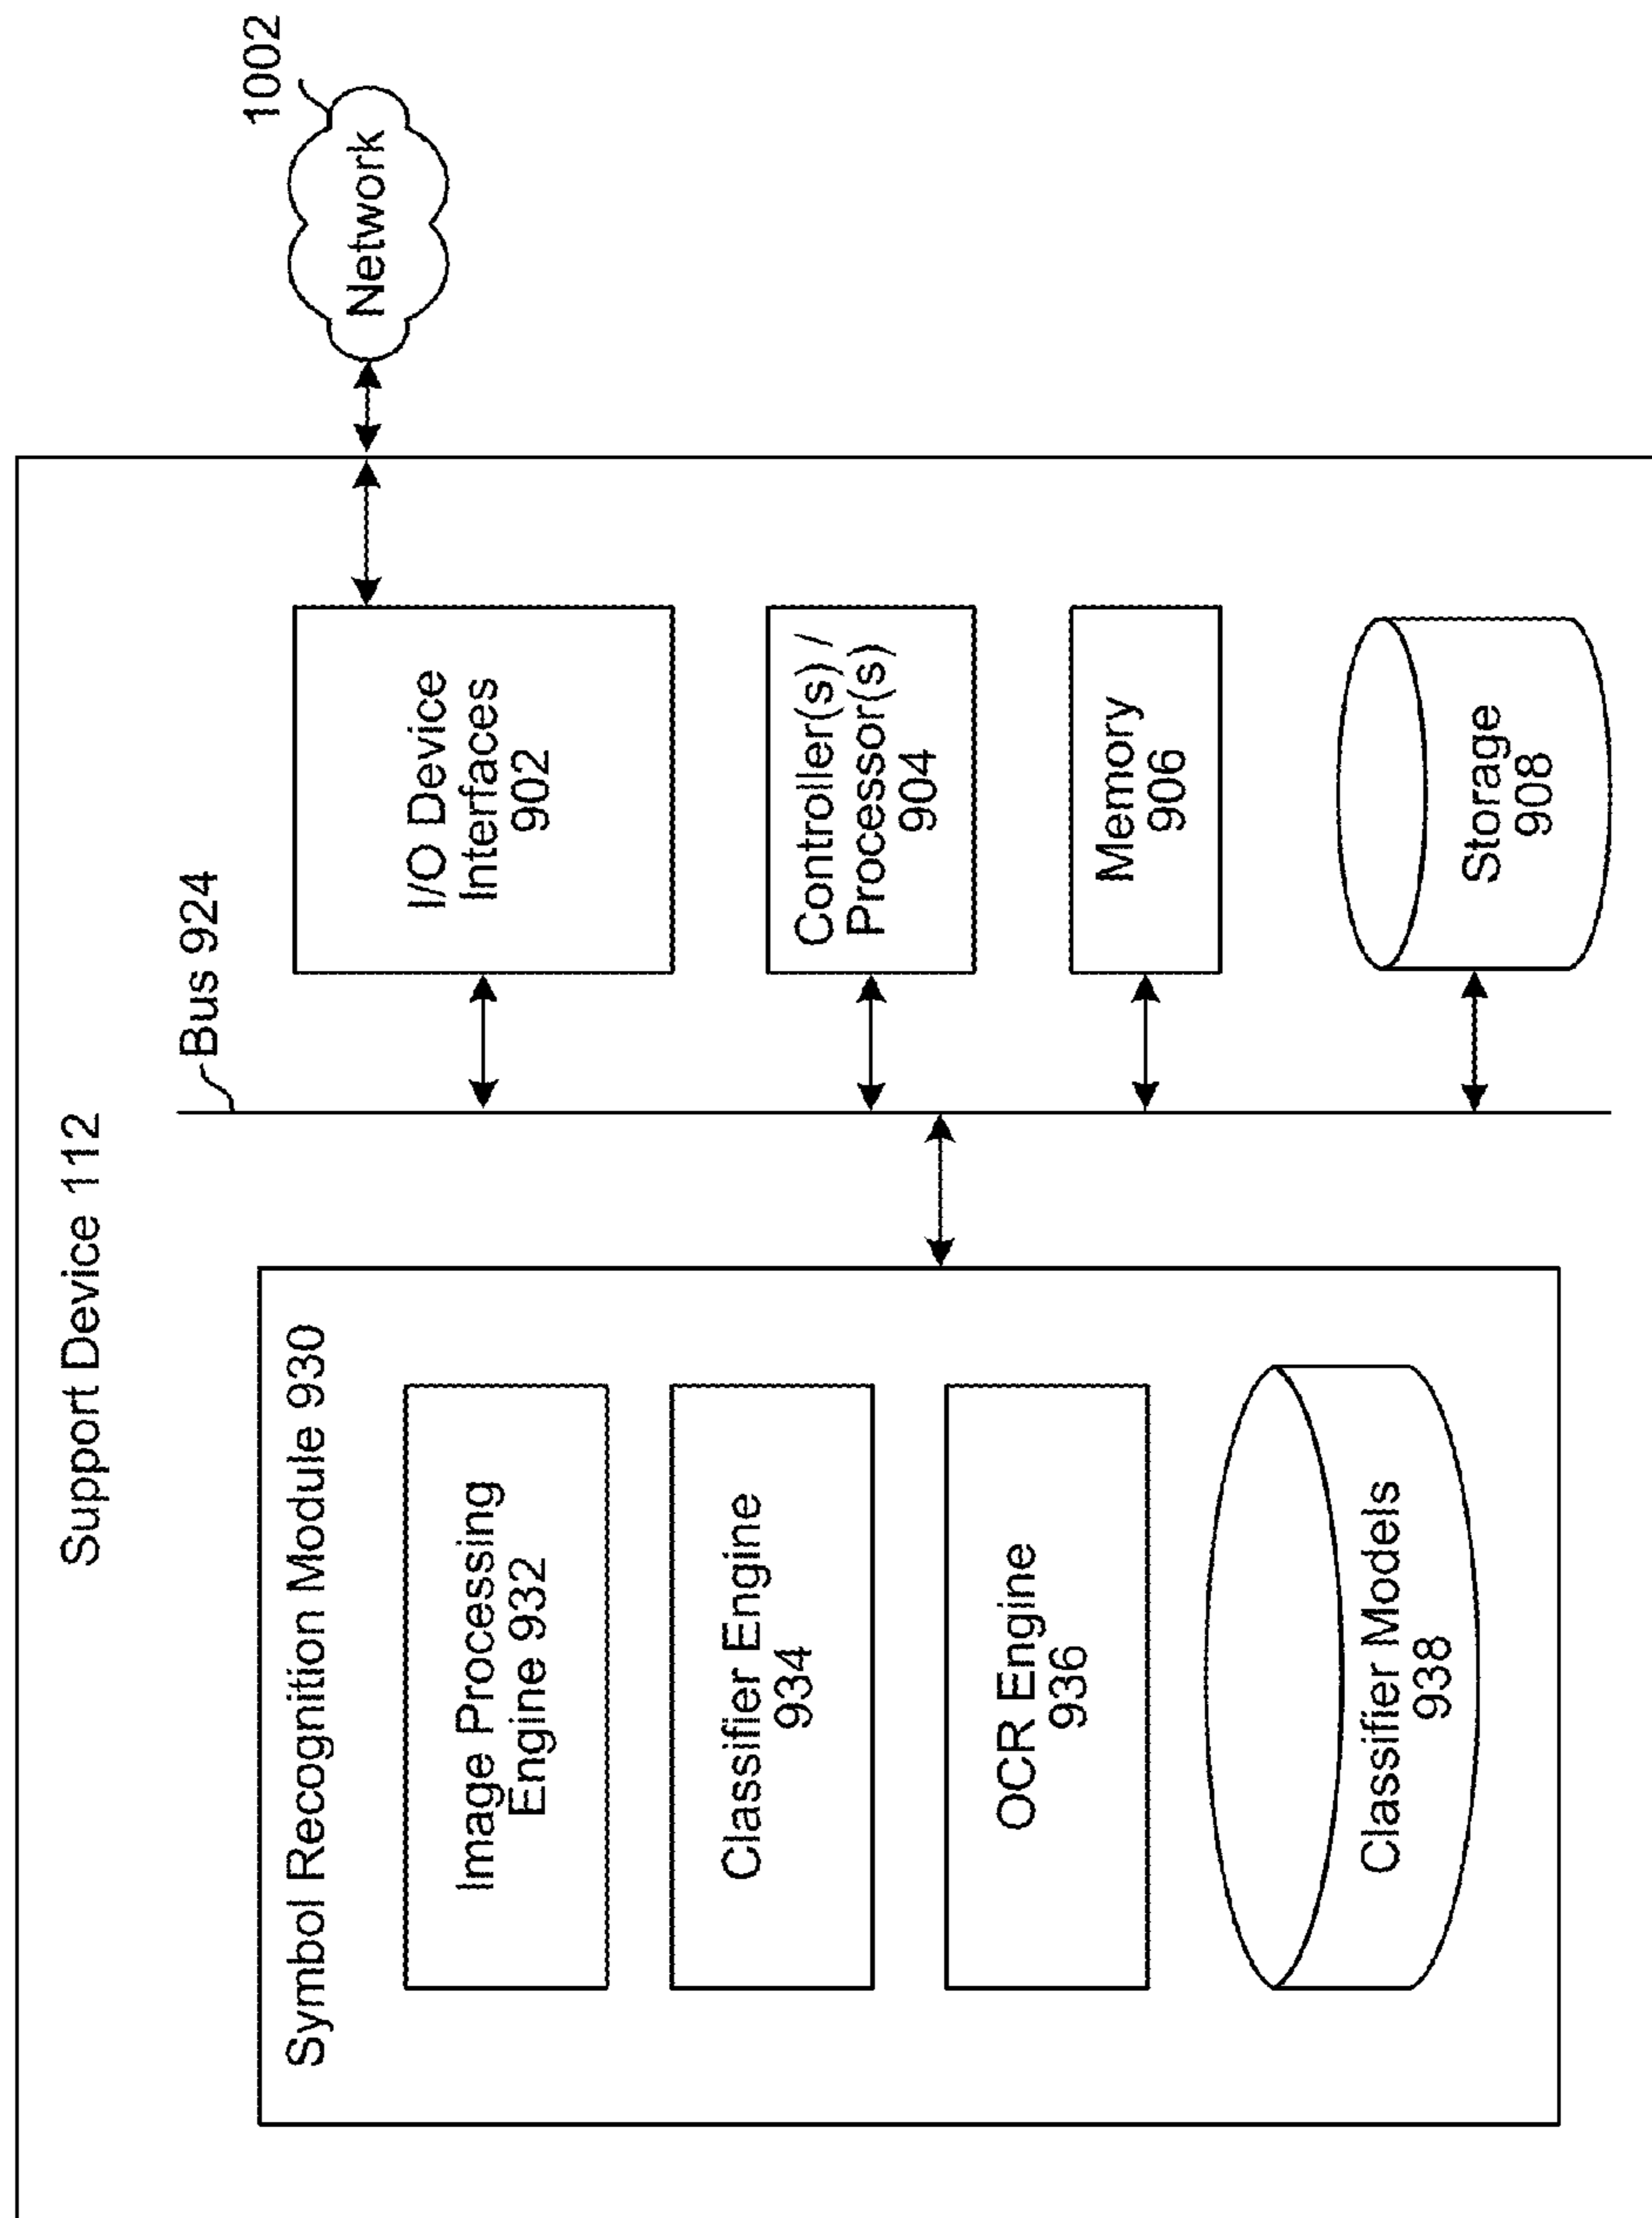 Support Device 112
Symbol Recognition Module 930
Image Processing
Engine 932
Classifier Engine
934
OCR Engine
936
Classifier Models
938
Bus 924
I/O Device
Interfaces
902
Controller(s) /
Processor(s)
904
Memory
906
Storage
908
Network
1002